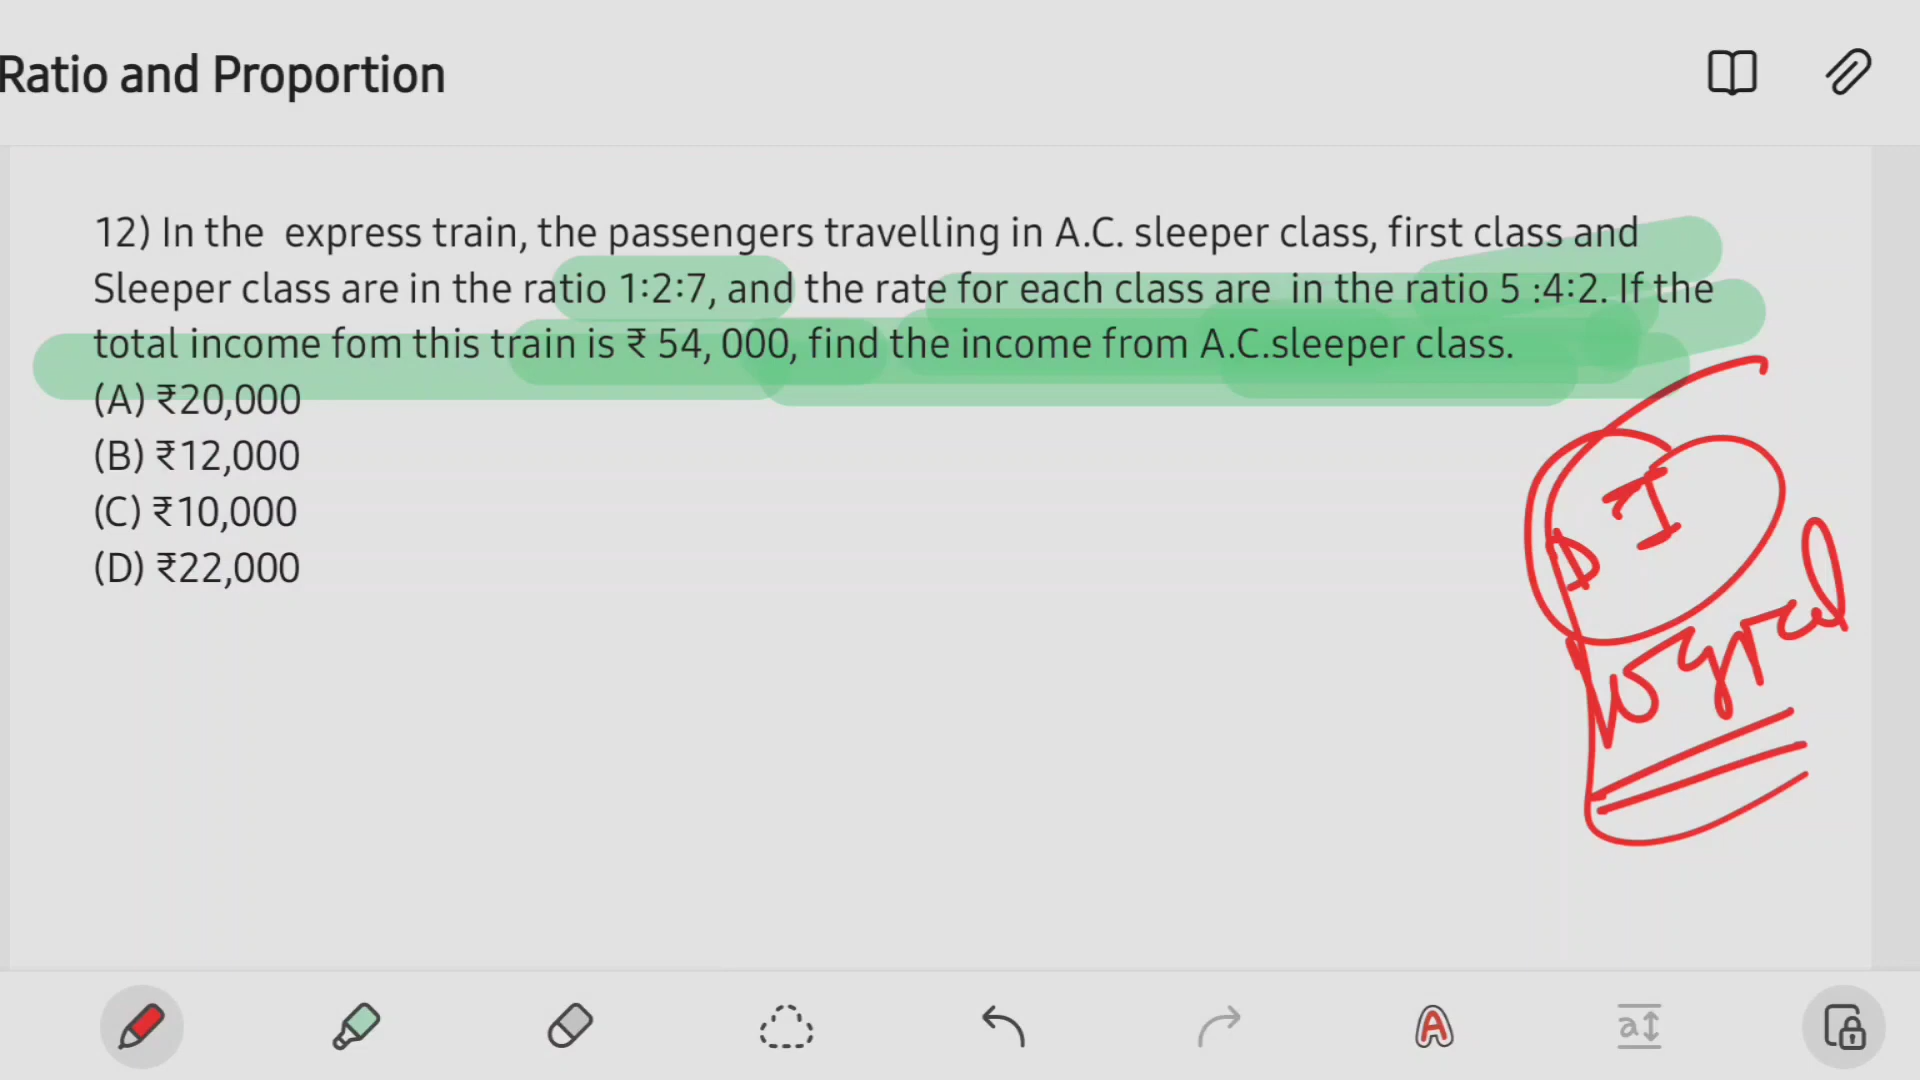 Ratio and Proportion
12) In the express train, the passengers travelling in A.C. sleeper class, first class and
Sleeper class are in the ratio 1:2:7, and the rate for each class are in the ratio 5 :4:2. If the
total income fom this train is ₹ 54, 000, find the income from A.C.sleeper class.
(A) ₹20,000
(B) ₹12,000
(C) ₹10,000
(D) ₹22,000
D I